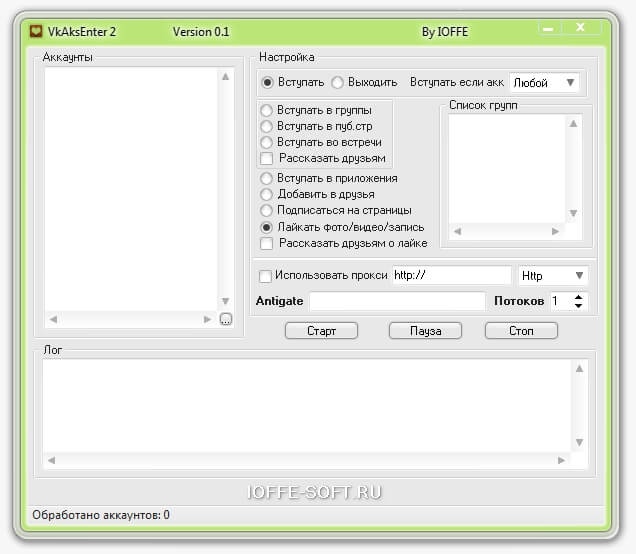 VkAksEnter 2 Version 0.1 By IOFFE
Аккаунты
Настройка
Вступать Выходить Вступать если акк Любой
Вступать в группы
Вступать в пуб.стр
Вступать во встречи
Рассказать друзьям
Вступать в приложения
Добавить в друзья
Подписаться на страницы
Лайкать фото/видео/запись
Рассказать друзьям о лайке
Список групп
Использовать прокси http:// Http
Antigate Потоков 1
...
Старт Пауза Стоп
Лог
IOFFE-SOFT.RU
Обработано аккаунтов: 0